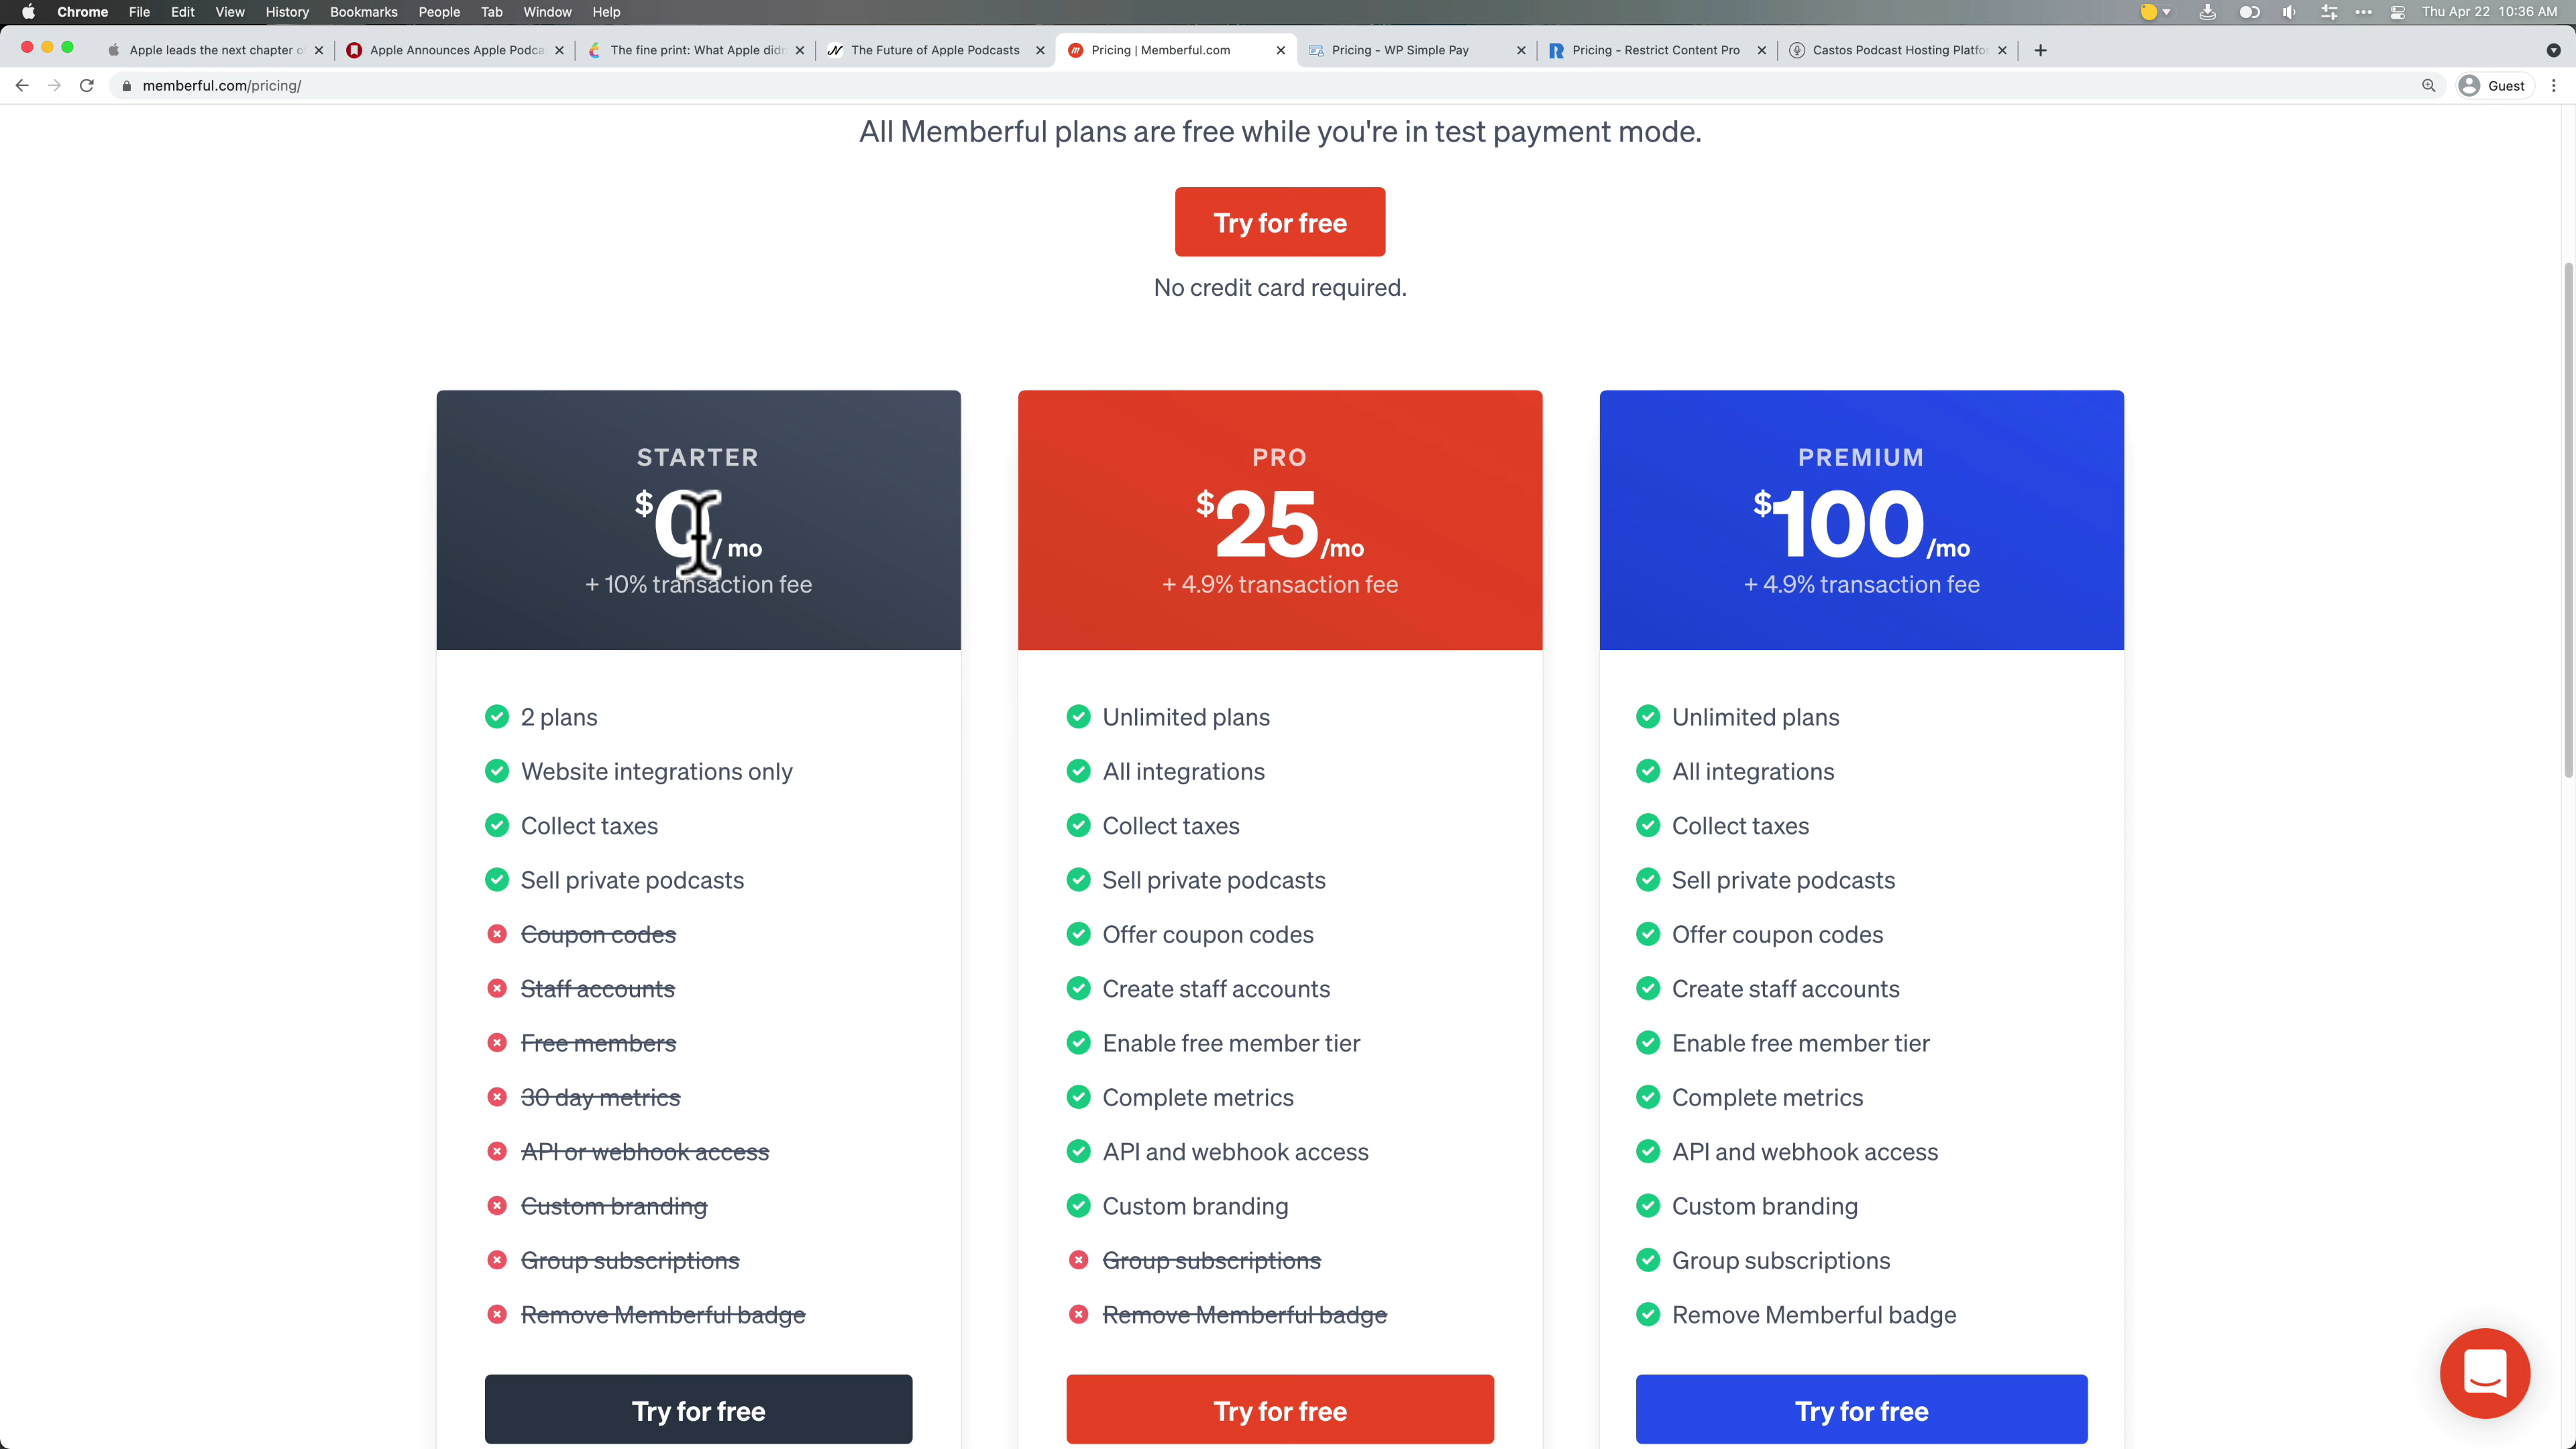 Chrome File Edit View History Bookmarks People Tab Window Help Thu Apr 22 10:36 AM
Apple leads the next chapter o Apple Announces Apple Podca The fine print: What Apple didn The Future of Apple Podcasts Pricing | Memberful.com Pricing - WP Simple Pay Pricing - Restrict Content Pro Castos Podcast Hosting Platfo
memberful.com/pricing/ Guest
All Memberful plans are free while you're in test payment mode.
Try for free
No credit card required.
STARTER
$0/ mo
+ 10% transaction fee
2 plans
Website integrations only
Collect taxes
Sell private podcasts
Coupon codes
Staff accounts
Free members
30 day metrics
API or webhook access
Custom branding
Group subscriptions
Remove Memberful badge
Try for free
PRO
$25/mo
+ 4.9% transaction fee
Unlimited plans
All integrations
Collect taxes
Sell private podcasts
Offer coupon codes
Create staff accounts
Enable free member tier
Complete metrics
API and webhook access
Custom branding
Group subscriptions
Remove Memberful badge
Try for free
PREMIUM
$100/mo
+ 4.9% transaction fee
Unlimited plans
All integrations
Collect taxes
Sell private podcasts
Offer coupon codes
Create staff accounts
Enable free member tier
Complete metrics
API and webhook access
Custom branding
Group subscriptions
Remove Memberful badge
Try for free